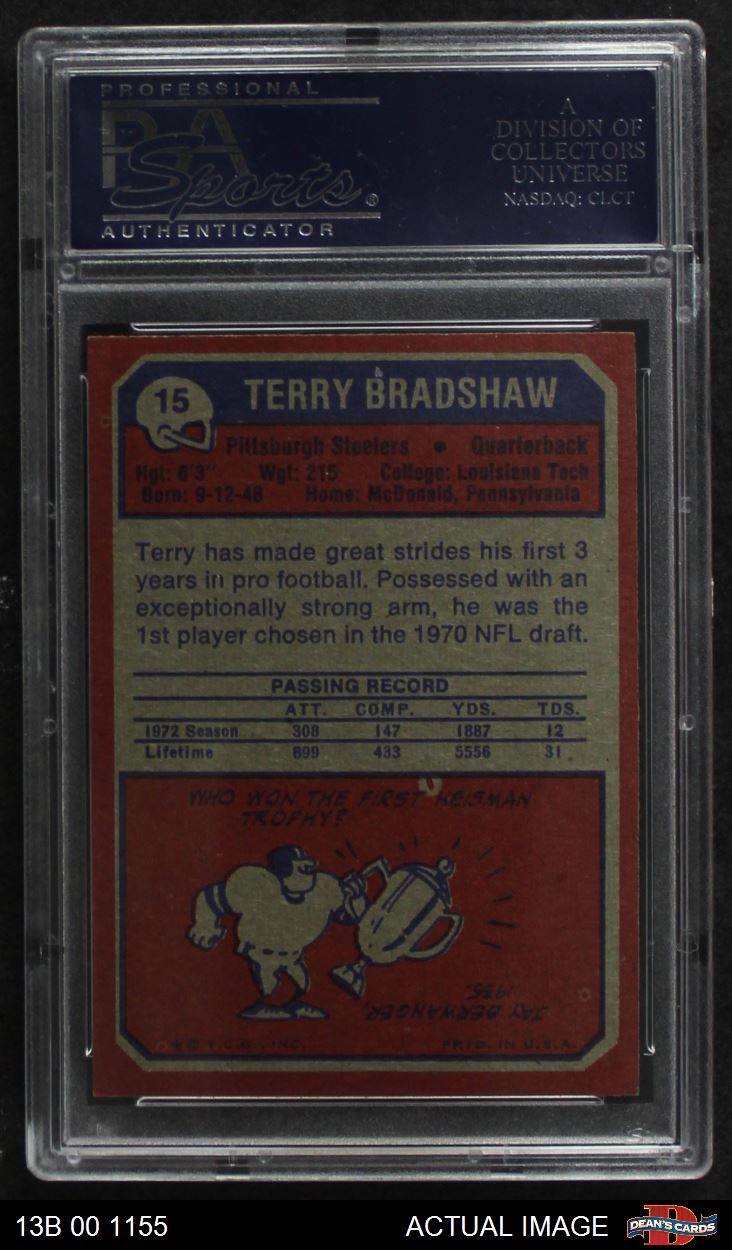 PROFESSIONAL
PSA
Sports®
AUTHENTICATOR
A
DIVISION OF
COLLECTORS
UNIVERSE
NASDAQ: CLCT
15
TERRY BRADSHAW
Pittsburgh Steelers ● Quarterback
Hgt: 6'3" Wgt: 215 College: Louisiana Tech
Born: 9-12-48 Home: McDonald, Pennsylvania
Terry has made great strides his first 3
years in pro football. Possessed with an
exceptionally strong arm, he was the
1st player chosen in the 1970 NFL draft.
PASSING RECORD
ATT. COMP. YDS. TDS.
1972 Season 308 147 1887 12
Lifetime 899 433 5556 31
WHO WON THE FIRST HEISMAN
TROPHY?
JAY BERWANGER,
1935.
★ © T.C.G., INC. PRTD. IN U.S.A.
13B 00 1155
ACTUAL IMAGE
DEAN'S CARDS